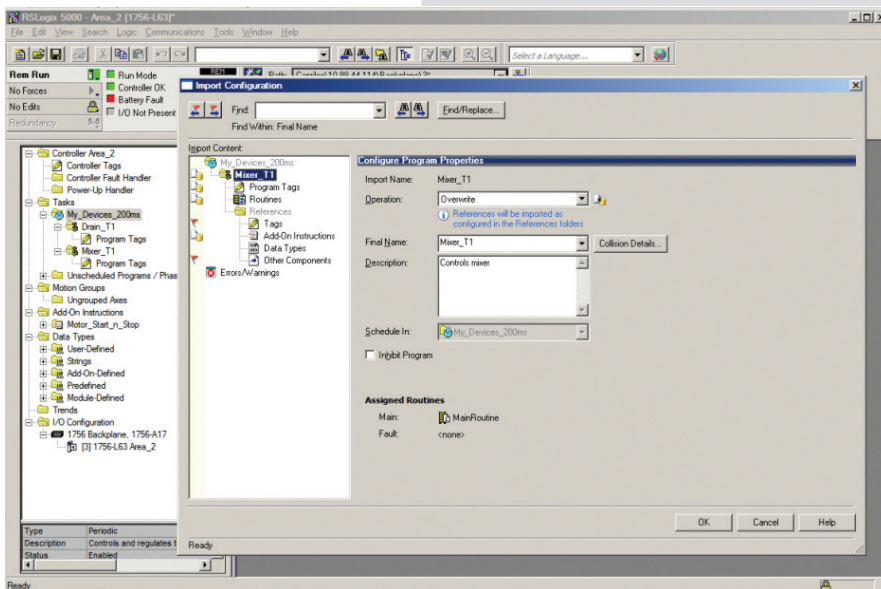 RSLogix 5000 - Area_2 [1756-L63]*
File Edit View Search Logic Communications Tools Window Help
Select a Language...
Rem Run
Run Mode
No Forces
Controller OK
Battery Fault
No Edits
I/O Not Present
Redundancy
REM
Path:
Controller Area_2
Controller Tags
Controller Fault Handler
Power-Up Handler
Tasks
My_Devices_200ms
Drain_T1
Program Tags
Mixer_T1
Program Tags
Unscheduled Programs / Phas
Motion Groups
Ungrouped Axes
Add-On Instructions
Motor_Start_n_Stop
Data Types
User-Defined
Strings
Add-On-Defined
Predefined
Module-Defined
Trends
I/O Configuration
1756 Backplane, 1756-A17
[3] 1756-L63 Area_2
Type Periodic
Description Controls and regulates t
Status Enabled
Ready
Import Configuration
Find:
Find/Replace...
Find Within: Final Name
Import Content:
My_Devices_200ms
Mixer_T1
Program Tags
Routines
References
Tags
Add-On Instructions
Data Types
Other Components
Errors/Warnings
Configure Program Properties
Import Name: Mixer_T1
Operation: Overwrite
References will be imported as
configured in the References folders
Final Name: Mixer_T1 Collision Details...
Description: Controls mixer
Schedule In: My_Devices_200ms
Inhibit Program
Assigned Routines
Main: MainRoutine
Fault: <none>
OK Cancel Help
Ready